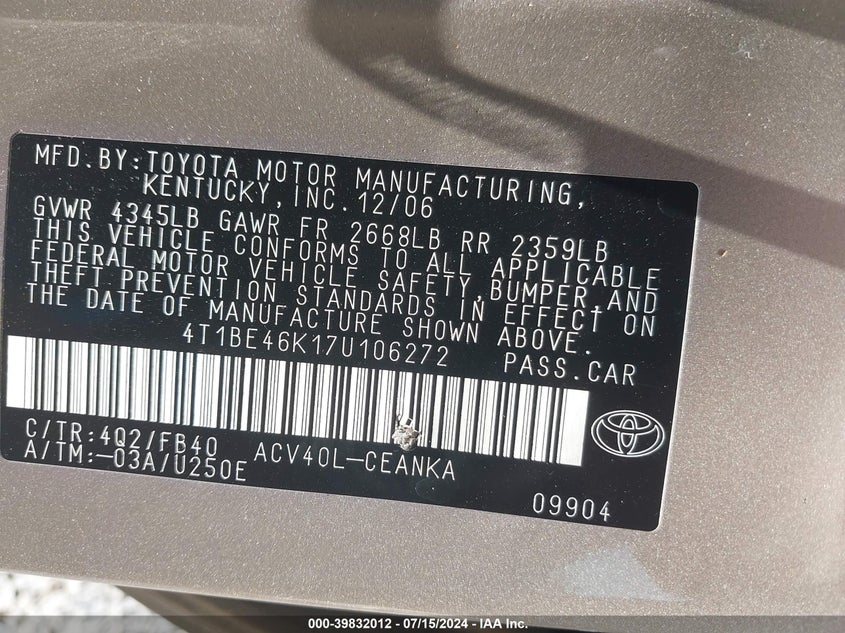 MFD.BY:TOYOTA MOTOR MANUFACTURING,
KENTUCKY,INC.12/06
GVWR 4345LB GAWR FR 2668LB RR 2359LB
THIS VEHICLE CONFORMS TO ALL APPLICABLE
FEDERAL MOTOR VEHICLE SAFETY,BUMPER,AND
THEFT PREVENTION STANDARDS IN EFFECT ON
THE DATE OF MANUFACTURE SHOWN ABOVE.
4T1BE46K17U106272 PASS.CAR
C/TR:4Q2/FB40 ACV40L-CEANKA
A/TM:-03A/U250E
09904
000-39832012 - 07/15/2024 - IAA Inc.